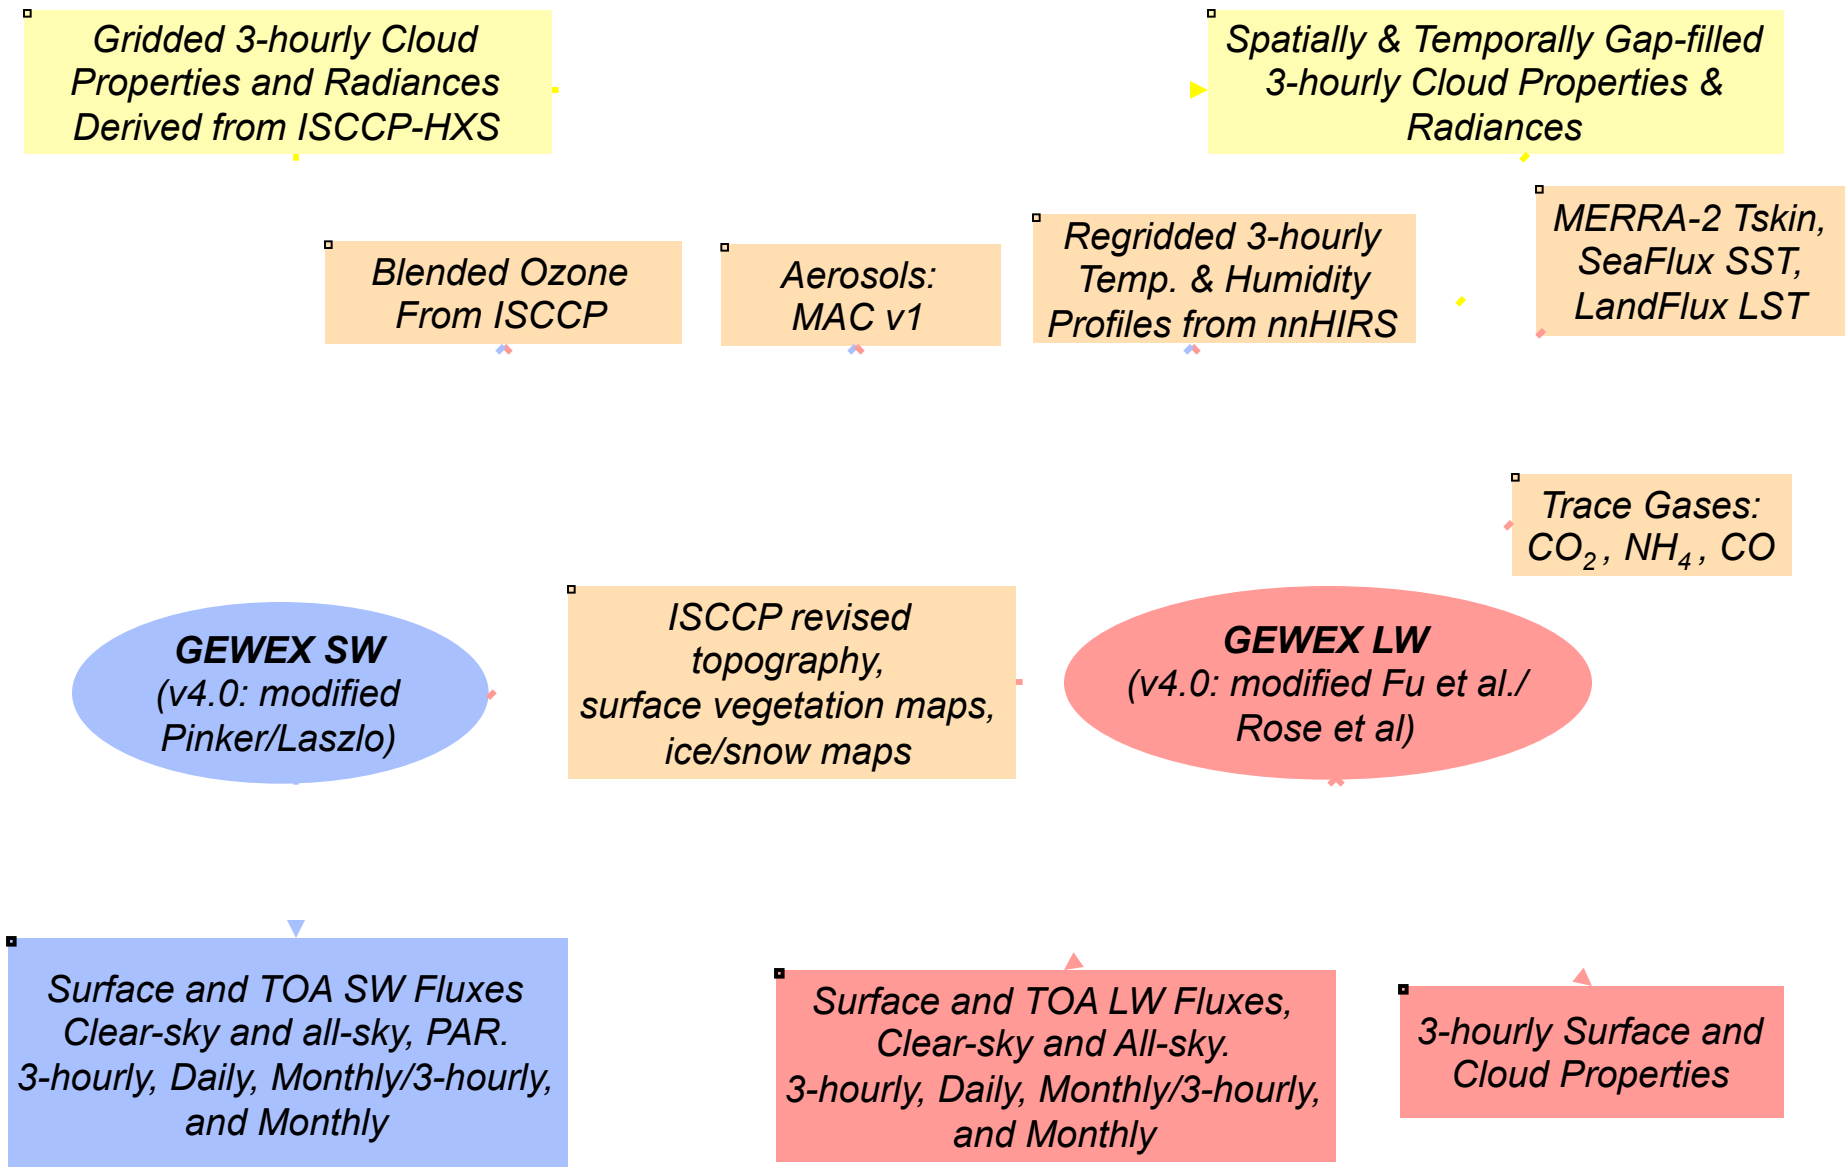 Gridded 3-hourly Cloud
Properties and Radiances
Derived from ISCCP-HXS
Spatially & Temporally Gap-filled
3-hourly Cloud Properties &
Radiances
Blended Ozone
From ISCCP
Aerosols:
MAC v1
Regridded 3-hourly
Temp. & Humidity
Profiles from nnHIRS
MERRA-2 Tskin,
SeaFlux SST,
LandFlux LST
Trace Gases:
CO₂ , NH₄ , CO
GEWEX SW
(v4.0: modified
Pinker/Laszlo)
ISCCP revised
topography,
surface vegetation maps,
ice/snow maps
GEWEX LW
(v4.0: modified Fu et al./
Rose et al)
Surface and TOA SW Fluxes
Clear-sky and all-sky, PAR.
3-hourly, Daily, Monthly/3-hourly,
and Monthly
Surface and TOA LW Fluxes,
Clear-sky and All-sky.
3-hourly, Daily, Monthly/3-hourly,
and Monthly
3-hourly Surface and
Cloud Properties